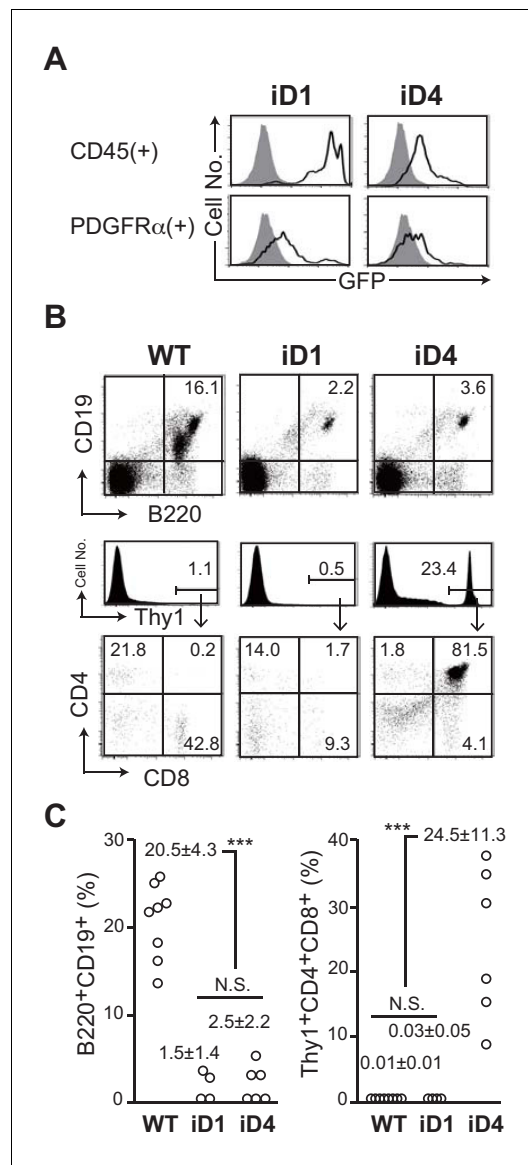 A
iD1 iD4
CD45(+)
PDGFRα(+)
Cell No.
GFP
B
WT iD1 iD4
CD19
16.1 2.2 3.6
B220
Cell No.
1.1 0.5 23.4
Thy1
CD4
21.8 0.2 14.0 1.7 1.8 81.5
42.8 9.3 4.1
CD8
C
B220+CD19+ (%)
30
20
10
0
20.5±4.3 ***
N.S.
2.5±2.2
1.5±1.4
WT iD1 iD4
Thy1+CD4+CD8+ (%)
40
30
20
10
0
*** 24.5±11.3
N.S.
0.03±0.05
0.01±0.01
WT iD1 iD4